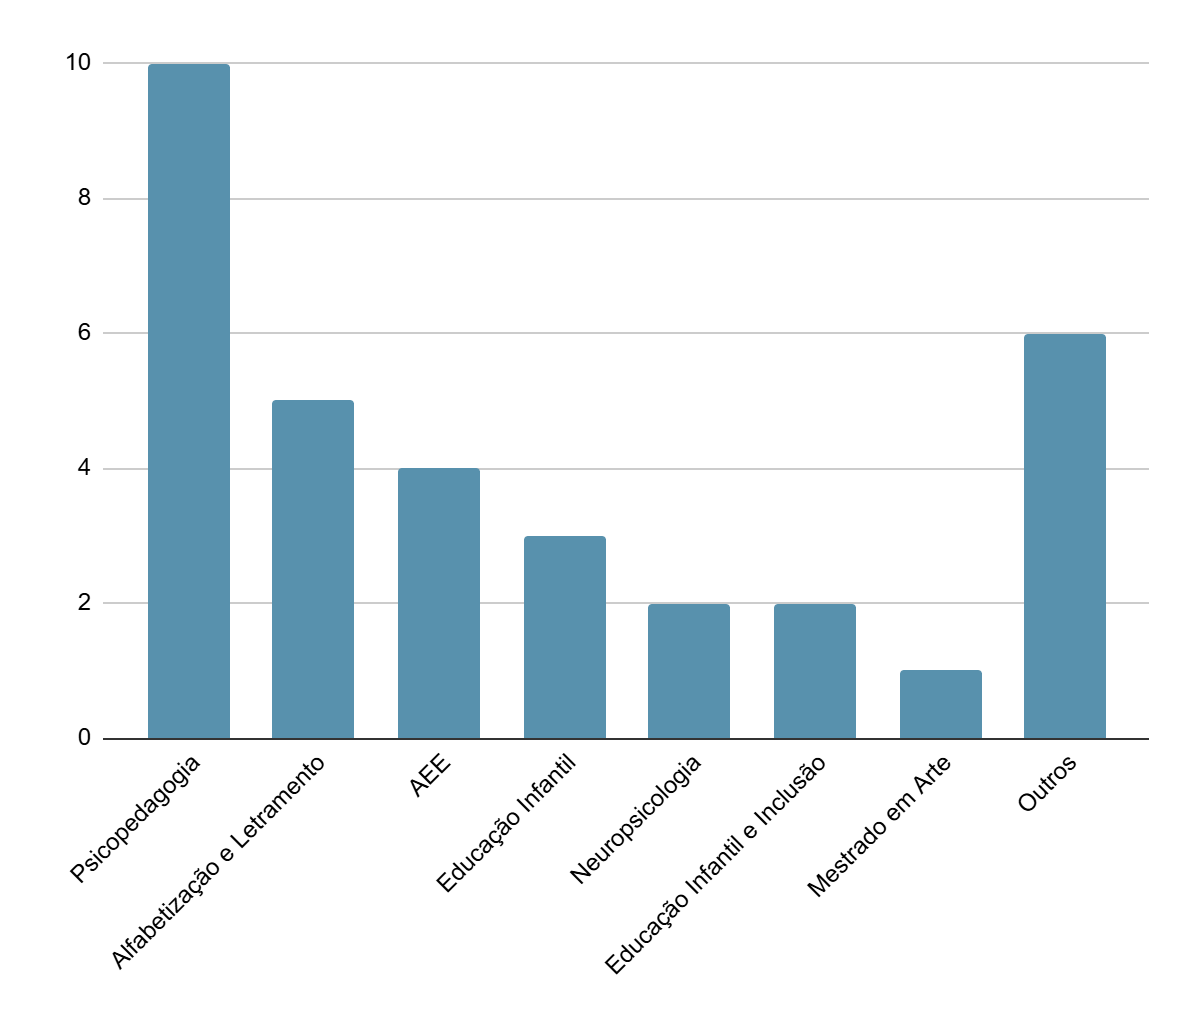 10
8
6
4
2
0
Psicopedagogia
Alfabetização e Letramento
AEE
Educação Infantil
Neuropsicologia
Educação Infantil e Inclusão
Mestrado em Arte
Outros